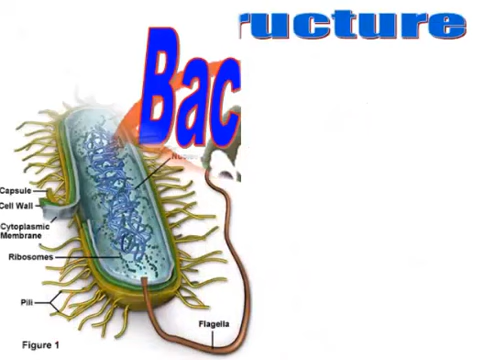 ructure
Bac
Capsule
Cell Wall
Cytoplasmic
Membrane
Ribosomes
Pili
Flagella
Figure 1